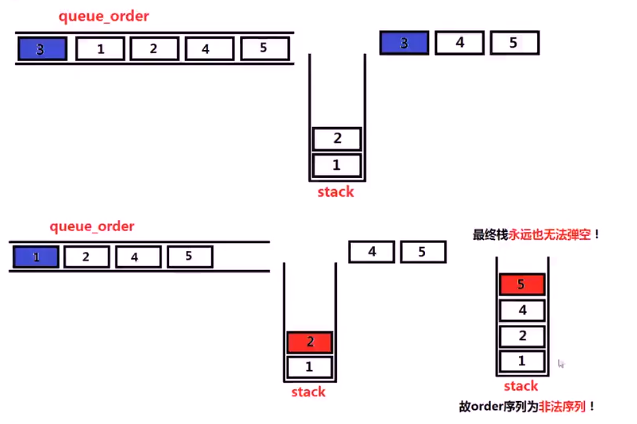 queue_order
3 1 2 4 5
3 4 5
2
1
stack
queue_order
1 2 4 5
4 5
2
1
stack
最终栈永远也无法弹空！
5
4
2
1
stack
故order序列为非法序列！